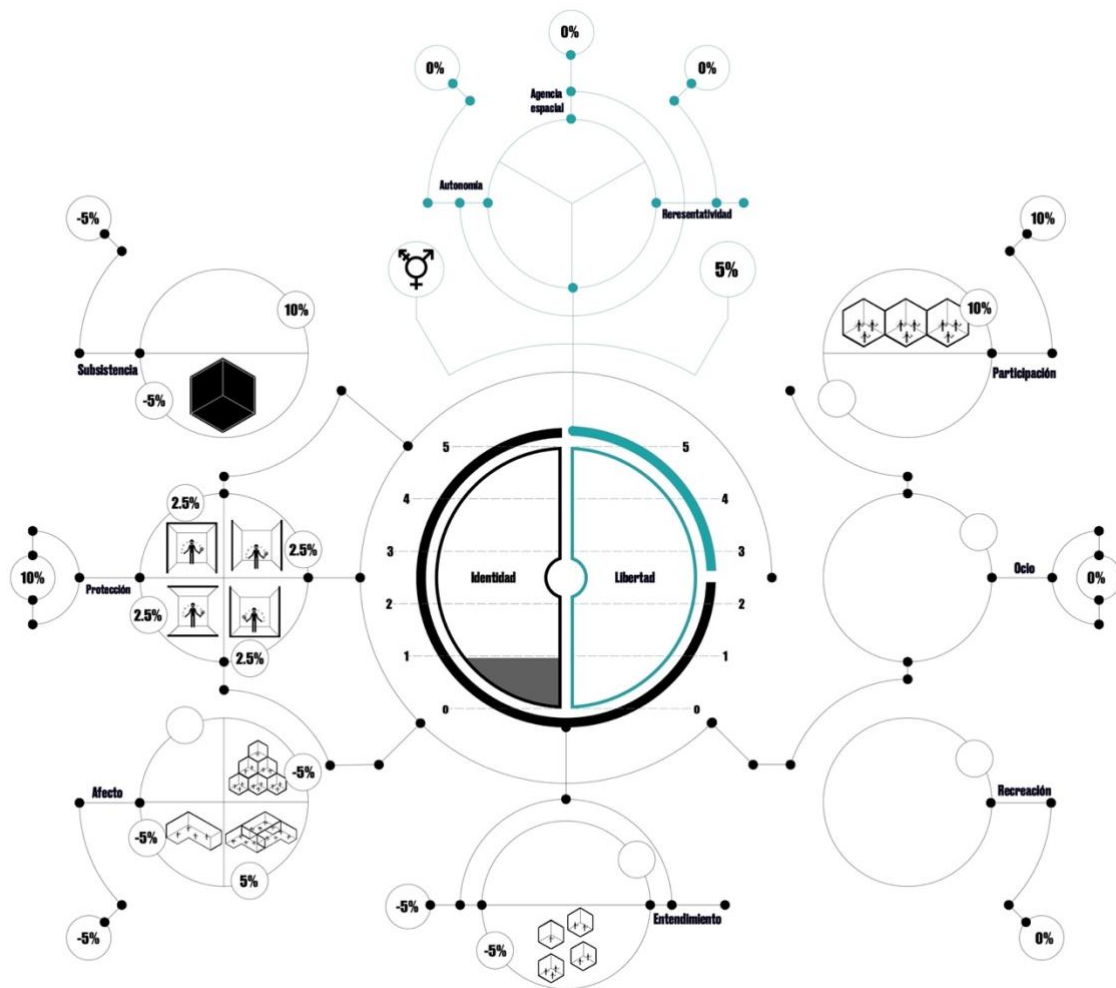 0%
0%
0%
Agencia
espacial
Autonomía
Representatividad
5%
-5%
10%
-5%
Subsistencia
10%
10%
Participación
5
4
3
2
1
0
Identidad
Libertad
5
4
3
2
1
0
2.5%
2.5%
2.5%
2.5%
10%
Protección
Ocio
0%
Afecto
-5%
-5%
5%
-5%
Recreación
0%
-5%
-5%
Entendimiento